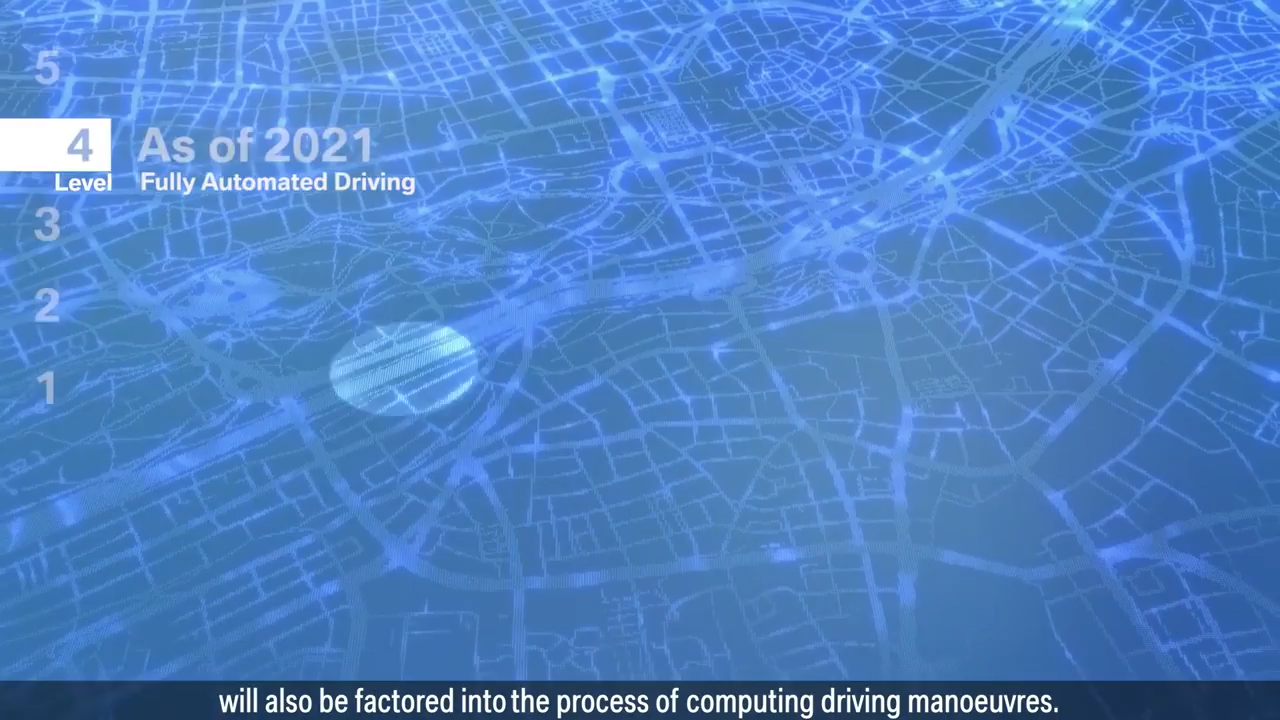 5
4 As of 2021
Level Fully Automated Driving
3
2
1
will also be factored into the process of computing driving manoeuvres.